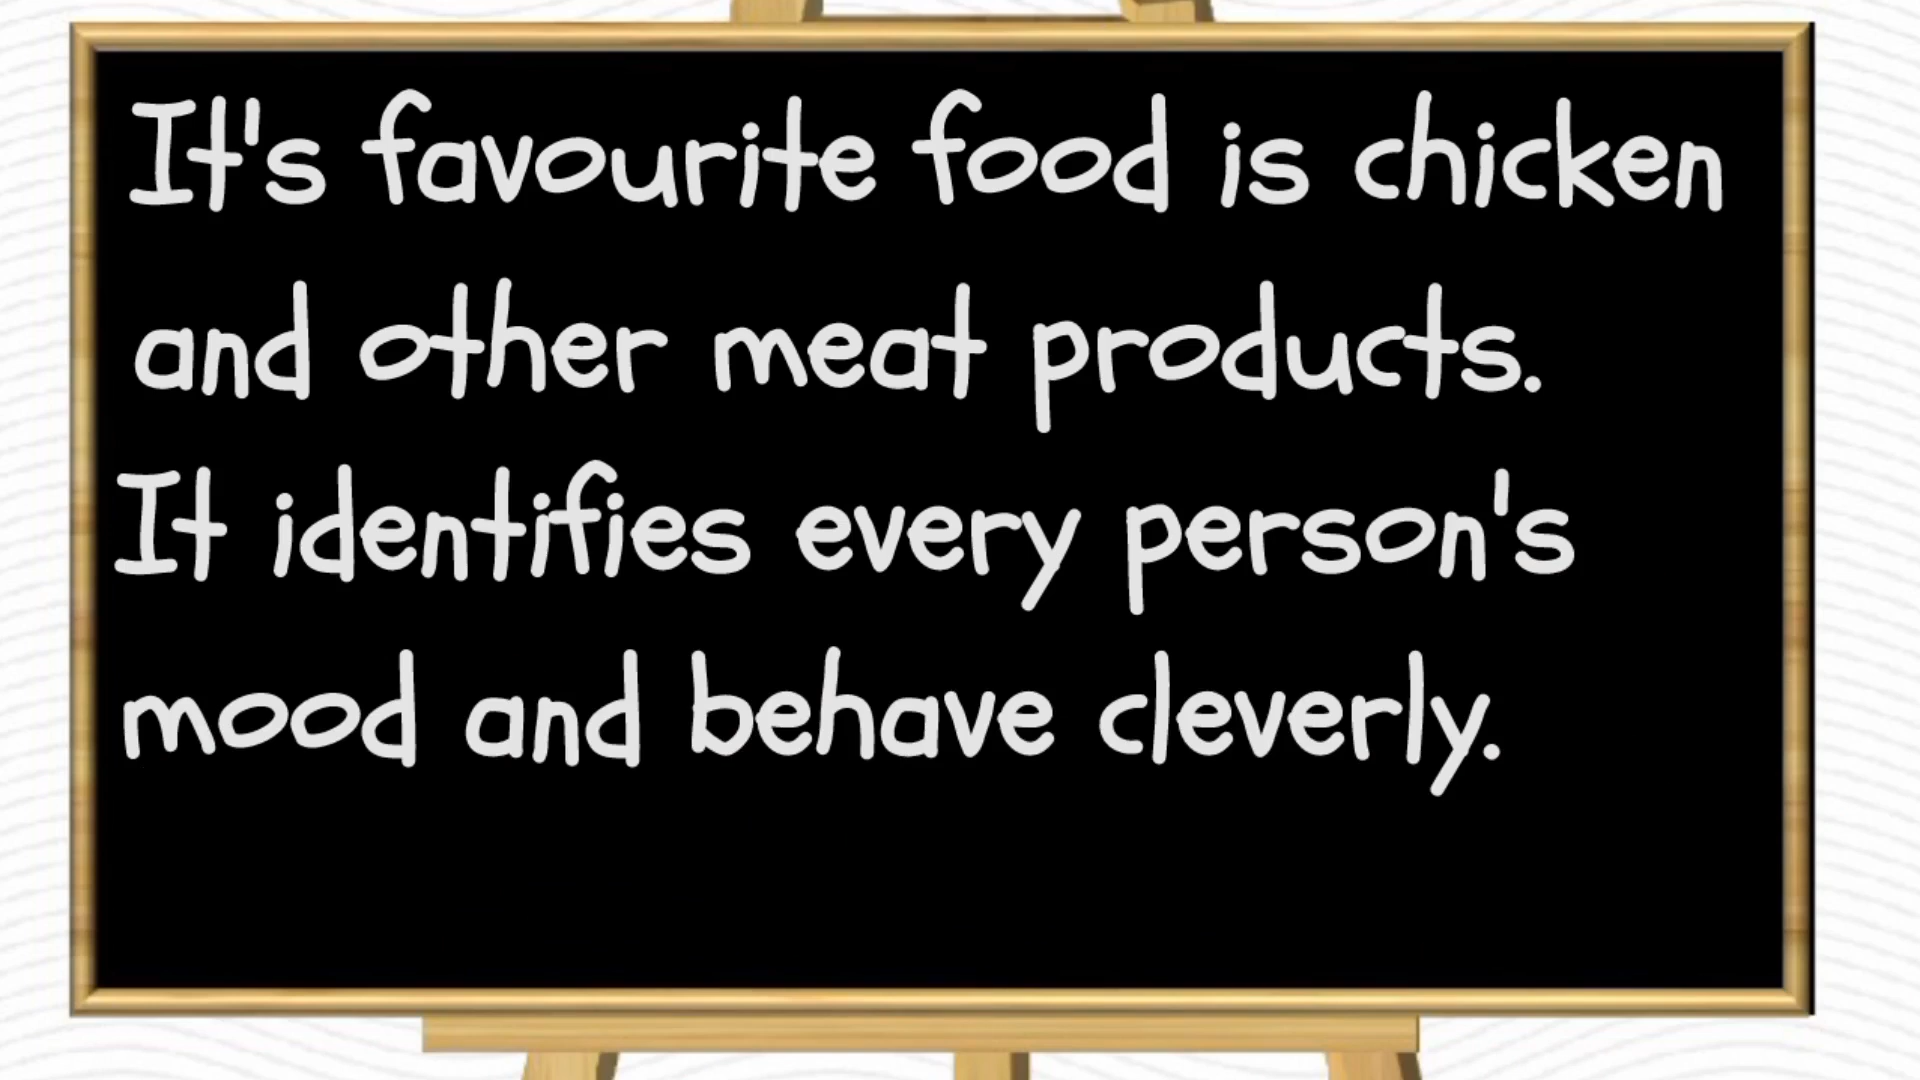 It's favourite food is chicken
and other meat products.
It identifies every person's
mood and behave cleverly.